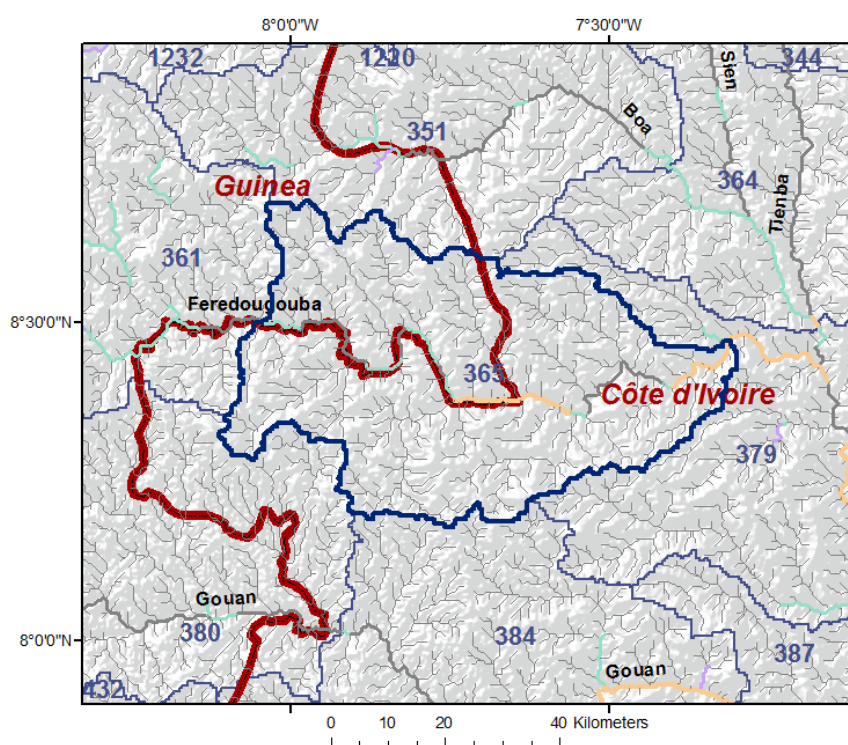 8°0'0"W
7°30'0"W
1232
344
Sien
Boa
351
364
Guinea
Tienba
361
Feredougouba
8°30'0"N
365
Côte d'Ivoire
379
Gouan
8°0'0"N
380
384
387
Gouan
432
0 10 20 40 Kilometers